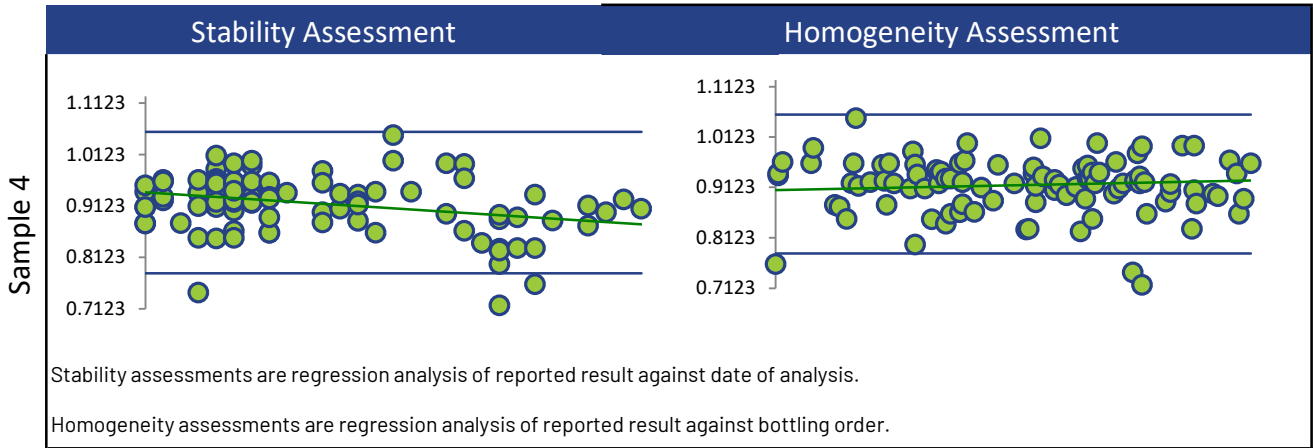 Stability Assessment
Homogeneity Assessment
Sample 4
1.1123
1.0123
0.9123
0.8123
0.7123
1.1123
1.0123
0.9123
0.8123
0.7123
Stability assessments are regression analysis of reported result against date of analysis.
Homogeneity assessments are regression analysis of reported result against bottling order.